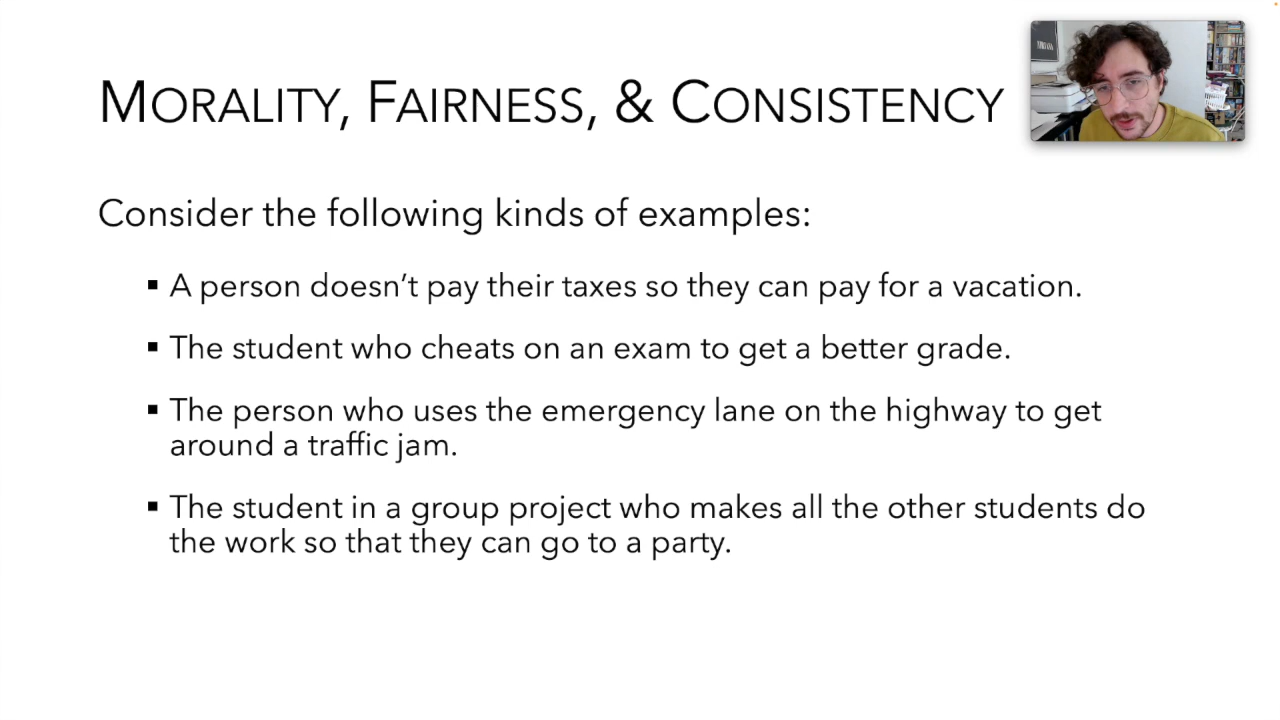 MORALITY, FAIRNESS, & CONSISTENCY
Consider the following kinds of examples:
▪ A person doesn’t pay their taxes so they can pay for a vacation.
▪ The student who cheats on an exam to get a better grade.
▪ The person who uses the emergency lane on the highway to get
around a traffic jam.
▪ The student in a group project who makes all the other students do
the work so that they can go to a party.
NIRVANA